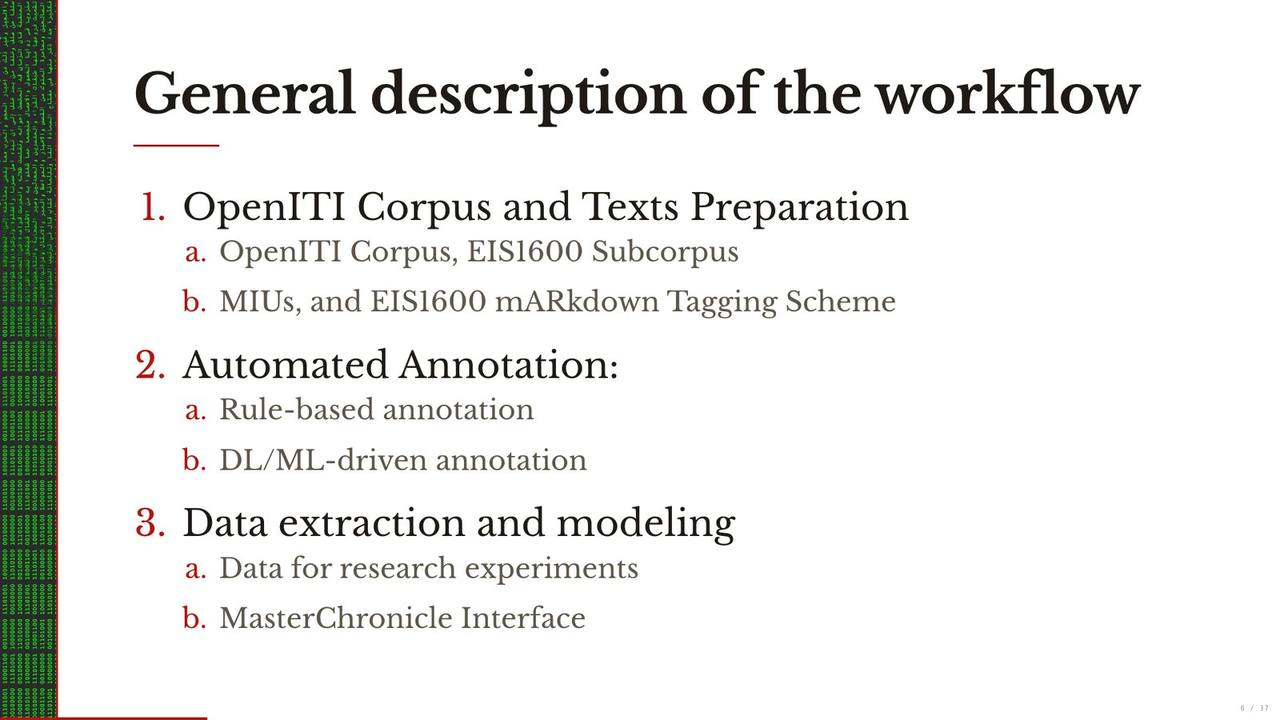 General description of the workflow
1. OpenITI Corpus and Texts Preparation
a. OpenITI Corpus, EIS1600 Subcorpus
b. MIUs, and EIS1600 mARkdown Tagging Scheme
2. Automated Annotation:
a. Rule-based annotation
b. DL/ML-driven annotation
3. Data extraction and modeling
a. Data for research experiments
b. MasterChronicle Interface
6 / 37